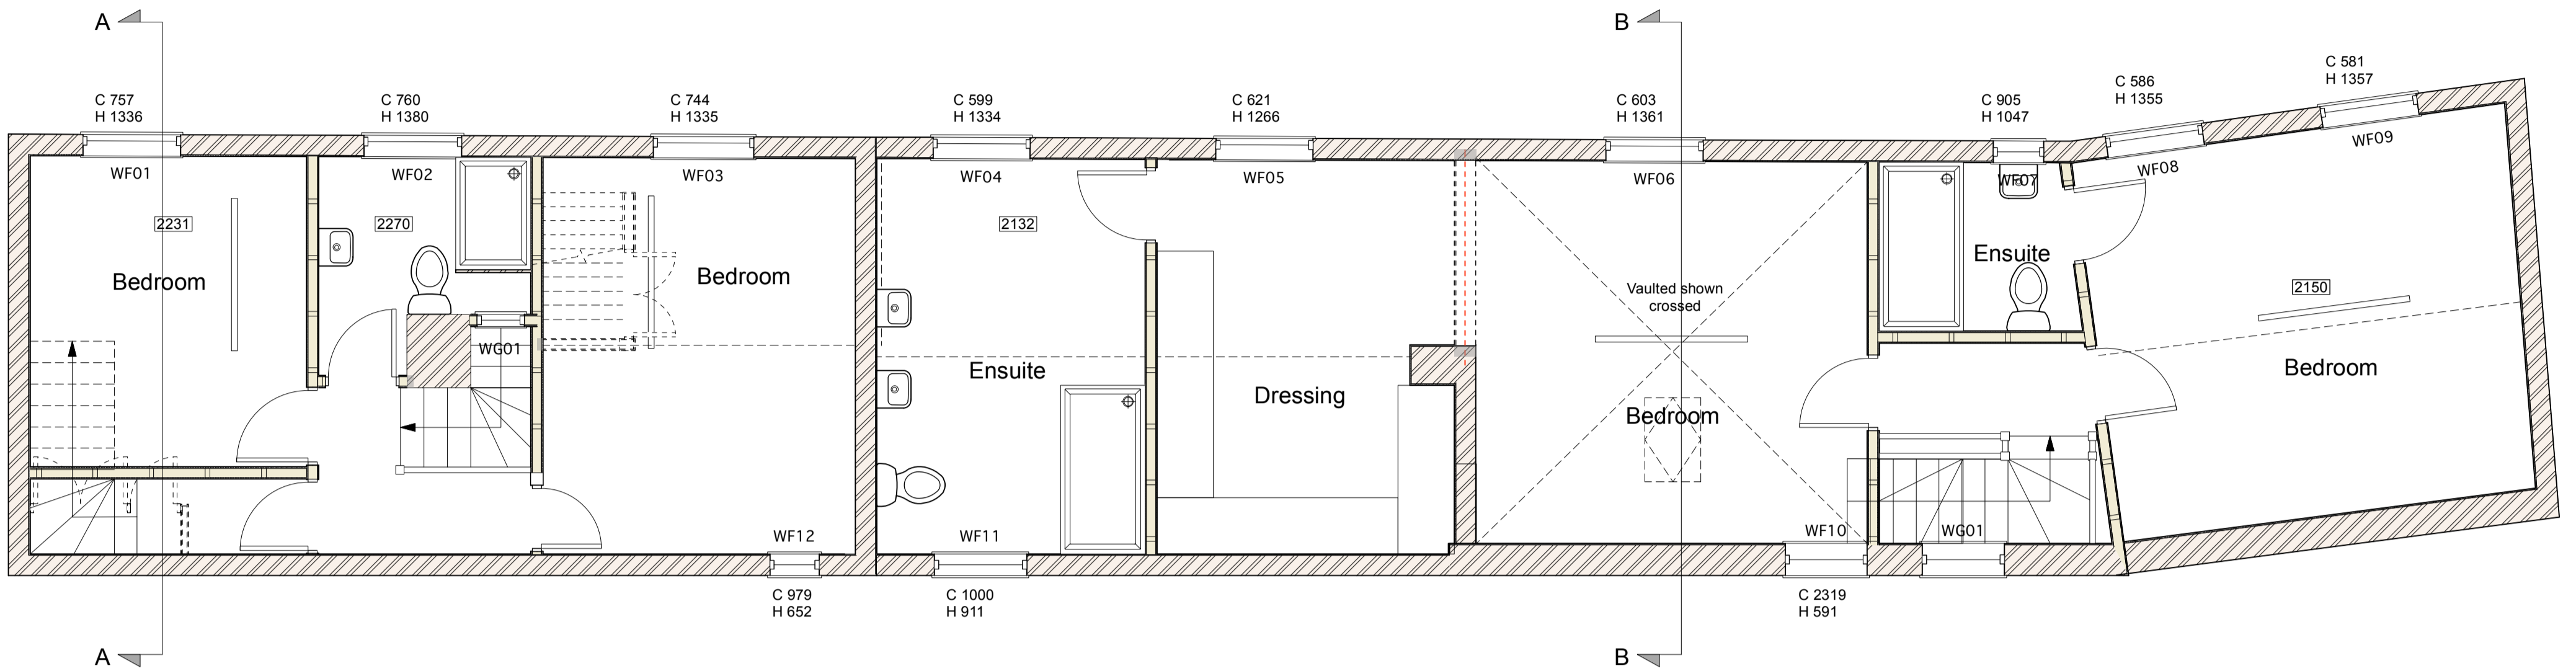 A
B
C 757
H 1336
C 760
H 1380
C 744
H 1335
C 599
H 1334
C 621
H 1266
C 603
H 1361
C 905
H 1047
C 586
H 1355
C 581
H 1357
WF01
WF02
WF03
WF04
WF05
WF06
WF07
WF08
WF09
2231
2270
2132
2150
Bedroom
Bedroom
Ensuite
Vaulted shown
crossed
WG01
Ensuite
Dressing
Bedroom
Bedroom
WF12
WF11
WF10
WG01
C 979
H 652
C 1000
H 911
C 2319
H 591
A
B